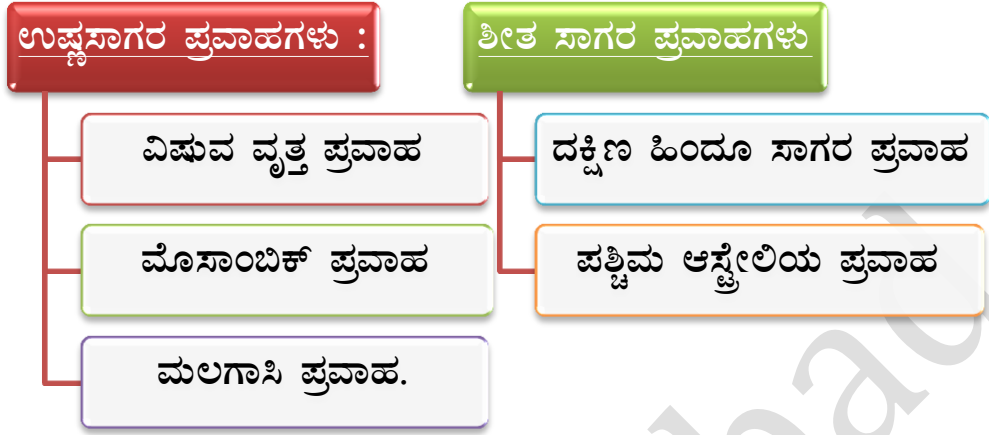 ಉಷ್ಣಸಾಗರ ಪ್ರವಾಹಗಳು :
ವಿಷುವ ವೃತ್ತ ಪ್ರವಾಹ
ಮೊಸಾಂಬಿಕ್ ಪ್ರವಾಹ
ಮಲಗಾಸಿ ಪ್ರವಾಹ.
ಶೀತ ಸಾಗರ ಪ್ರವಾಹಗಳು
ದಕ್ಷಿಣ ಹಿಂದೂ ಸಾಗರ ಪ್ರವಾಹ
ಪಶ್ಚಿಮ ಆಸ್ಟ್ರೇಲಿಯ ಪ್ರವಾಹ